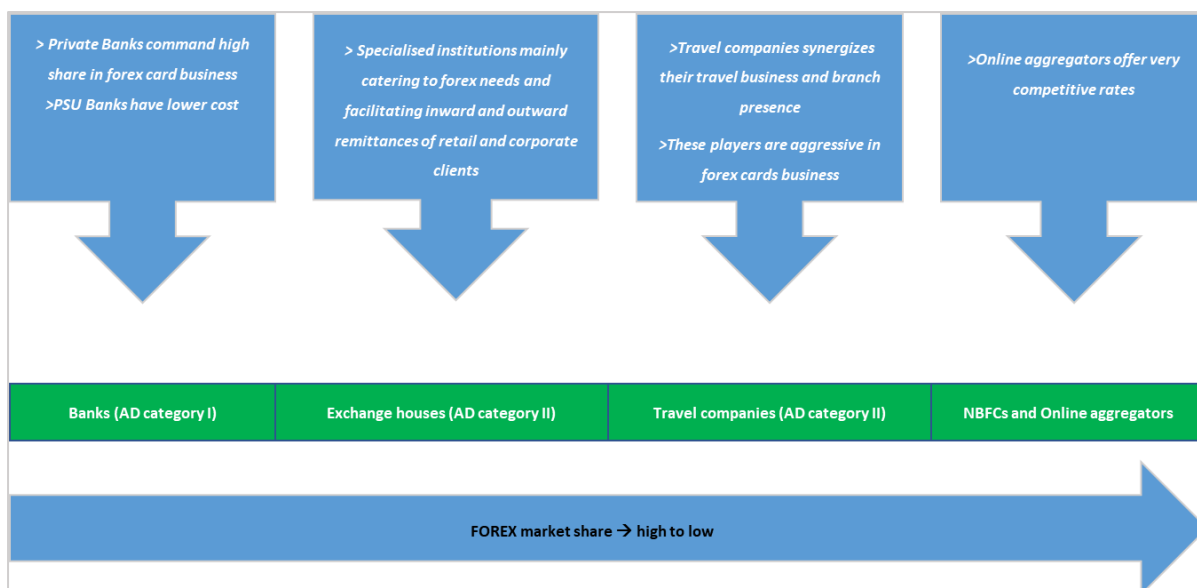 > Private Banks command high
share in forex card business
>PSU Banks have lower cost
> Specialised institutions mainly
catering to forex needs and
facilitating inward and outward
remittances of retail and corporate
clients
>Travel companies synergizes
their travel business and branch
presence
>These players are aggressive in
forex cards business
>Online aggregators offer very
competitive rates
Banks (AD category I)
Exchange houses (AD category II)
Travel companies (AD category II)
NBFCs and Online aggregators
FOREX market share → high to low